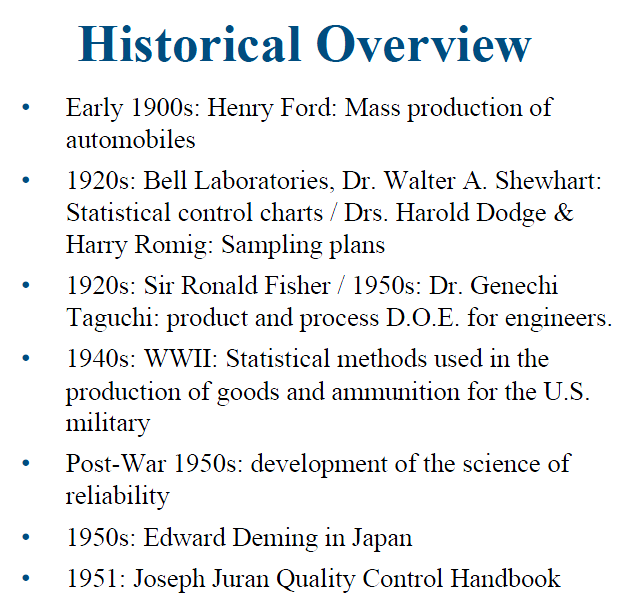 Historical Overview
• Early 1900s: Henry Ford: Mass production of
automobiles
• 1920s: Bell Laboratories, Dr. Walter A. Shewhart:
Statistical control charts / Drs. Harold Dodge &
Harry Romig: Sampling plans
• 1920s: Sir Ronald Fisher / 1950s: Dr. Genechi
Taguchi: product and process D.O.E. for engineers.
• 1940s: WWII: Statistical methods used in the
production of goods and ammunition for the U.S.
military
• Post-War 1950s: development of the science of
reliability
• 1950s: Edward Deming in Japan
• 1951: Joseph Juran Quality Control Handbook